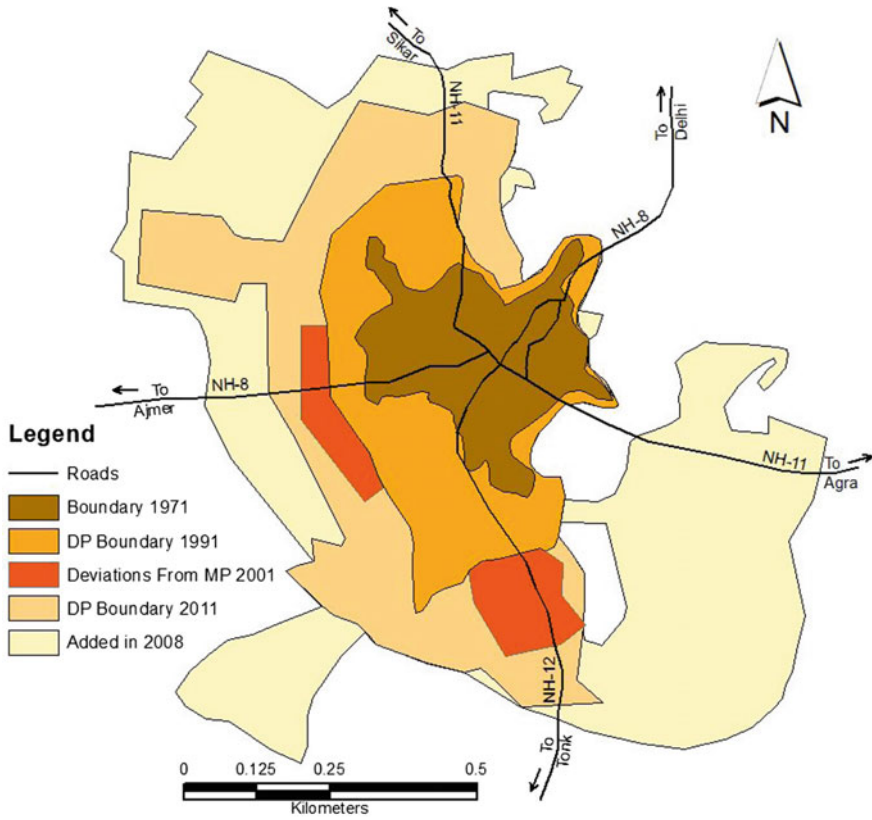 To
Sikar
NH-11
N
To
Delhi
NH-8
NH-8
To
Ajmer
NH-11
To
Agra
Legend
Roads
Boundary 1971
DP Boundary 1991
Deviations From MP 2001
DP Boundary 2011
Added in 2008
NH-12
To
Tonk
0 0.125 0.25 0.5
Kilometers